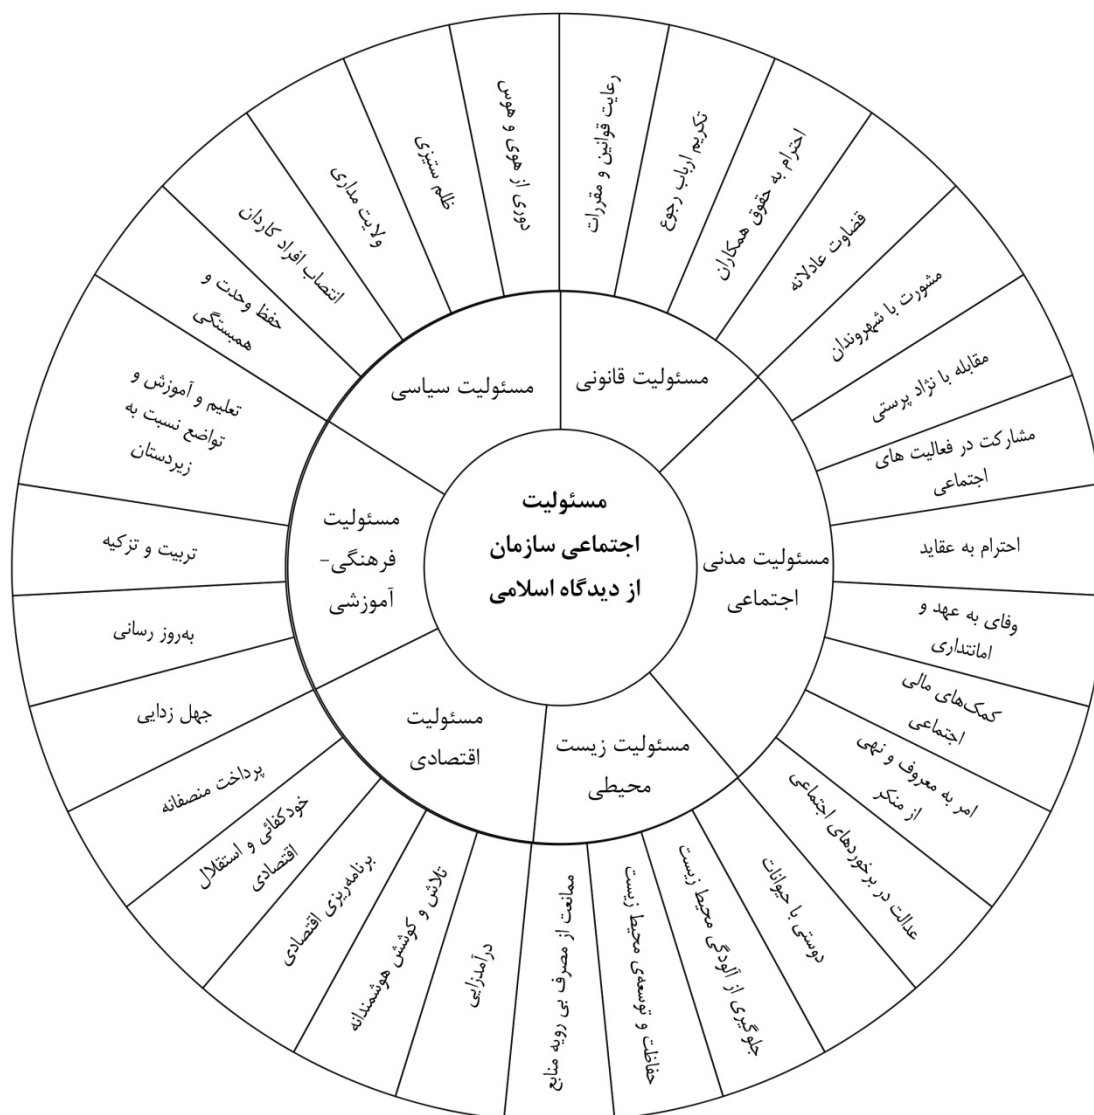 مسئولیت
اجتماعی سازمان
از دیدگاه اسلامی
مسئولیت قانونی
مسئولیت مدنی
اجتماعی
مسئولیت زیست
محیطی
مسئولیت
اقتصادی
مسئولیت
فرهنگی-
آموزشی
مسئولیت سیاسی
رعایت قوانین و مقررات
تکریم ارباب رجوع
احترام به حقوق همکاران
قضاوت عادلانه
مشورت با شهروندان
مقابله با نژاد پرستی
مشارکت در فعالیت های
اجتماعی
احترام به عقاید
وفای به عهد و
امانتداری
کمک‌های مالی
اجتماعی
امر به معروف و نهی
از منکر
عدالت در برخوردهای اجتماعی
دوستی با حیوانات
جلوگیری از آلودگی محیط زیست
حفاظت و توسعه‌ی محیط زیست
ممانعت از مصرف بی رویه منابع
درآمدزایی
تلاش و کوشش هوشمندانه
برنامه‌ریزی اقتصادی
خودکفائی و استقلال
اقتصادی
پرداخت منصفانه
جهل زدایی
به‌روز رسانی
تربیت و تزکیه
تعلیم و آموزش و
تواضع نسبت به
زیردستان
حفظ وحدت و
همبستگی
انتصاب افراد کاردان
ولایت مداری
ظلم ستیزی
دوری از هوی و هوس